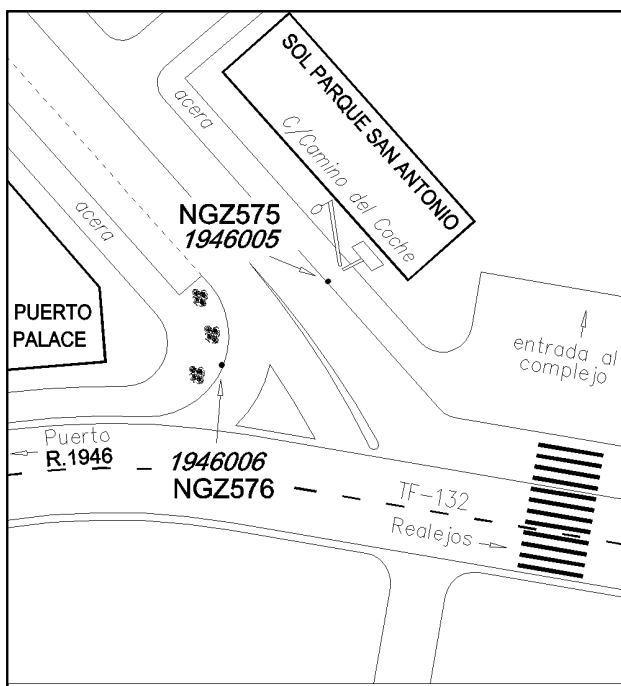 SOL PARQUE SAN ANTONIO
acera
C/Camino del Coche
NGZ575
1946005
acera
PUERTO
PALACE
entrada al
complejo
Puerto
R.1946
1946006
NGZ576
TF-132
Realejos